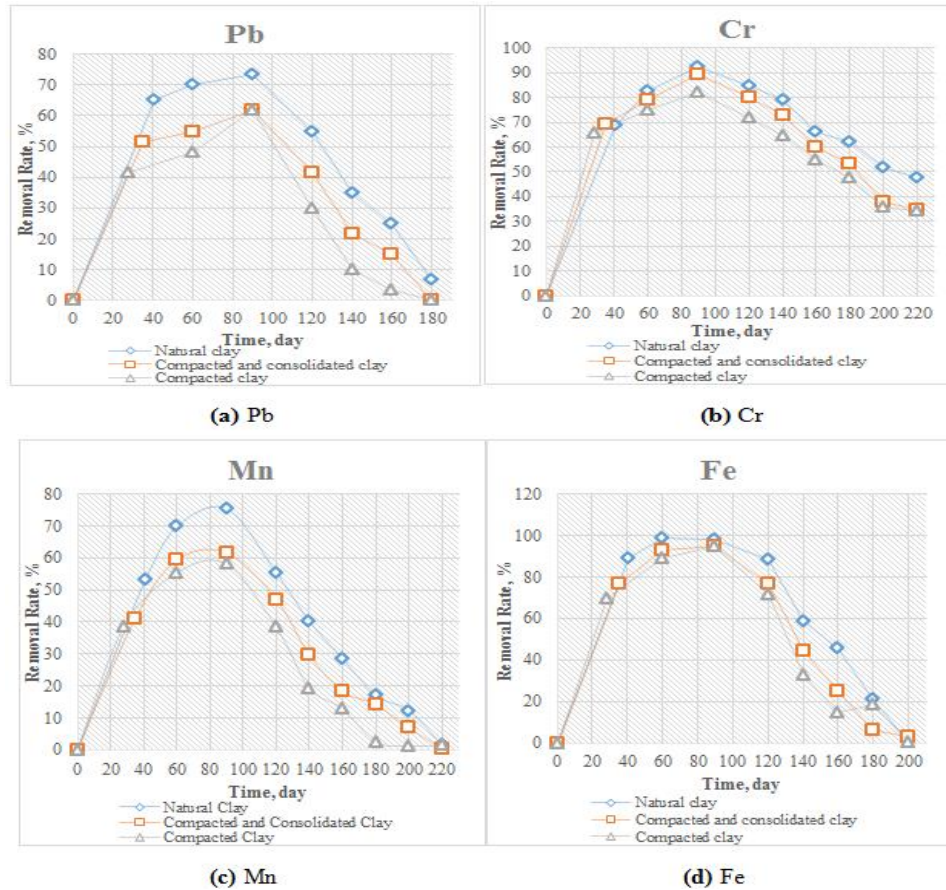 Pb
Removal Rate, %
80
70
60
50
40
30
20
10
0
0 20 40 60 80 100 120 140 160 180
Time, day
Natural clay
Compacted and consolidated clay
Compacted clay
(a) Pb
Cr
Removal Rate, %
100
90
80
70
60
50
40
30
20
10
0
0 20 40 60 80 100 120 140 160 180 200 220
Time, day
Natural clay
Compacted and consolidated clay
Compacted clay
(b) Cr
Mn
Removal Rate, %
80
70
60
50
40
30
20
10
0
0 20 40 60 80 100 120 140 160 180 200 220
Time, day
Natural Clay
Compacted and Consolidated Clay
Compacted Clay
(c) Mn
Fe
Removal Rate, %
120
100
80
60
40
20
0
0 20 40 60 80 100 120 140 160 180 200
Time, day
Natural clay
Compacted and consolidated clay
Compacted clay
(d) Fe